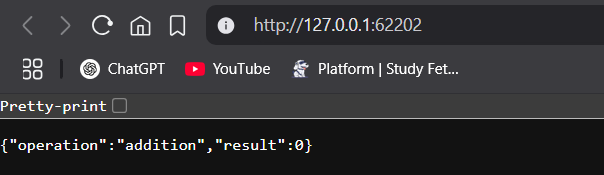 http://127.0.0.1:62202
ChatGPT YouTube Platform | Study Fet...
Pretty-print
{"operation":"addition","result":0}